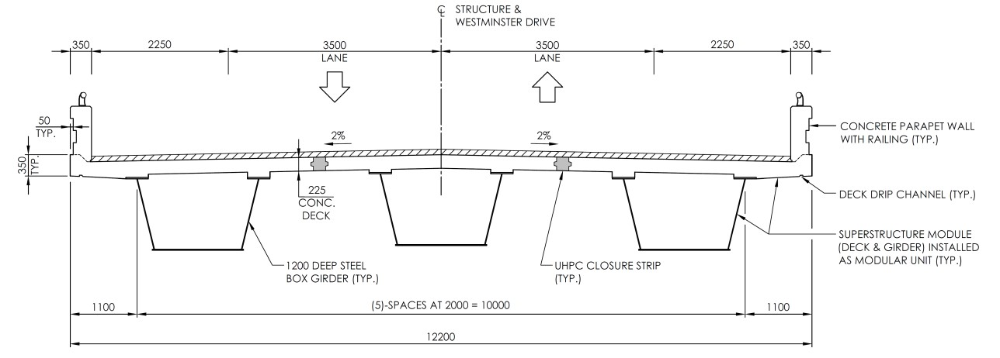 ℄ STRUCTURE &
WESTMINSTER DRIVE
350
2250
3500
LANE
3500
LANE
2250
350
50
TYP.
2%
2%
CONCRETE PARAPET WALL
WITH RAILING (TYP.)
350
TYP.
225
CONC.
DECK
DECK DRIP CHANNEL (TYP.)
SUPERSTRUCTURE MODULE
(DECK & GIRDER) INSTALLED
AS MODULAR UNIT (TYP.)
1200 DEEP STEEL
BOX GIRDER (TYP.)
UHPC CLOSURE STRIP
(TYP.)
1100
(5)-SPACES AT 2000 = 10000
1100
12200